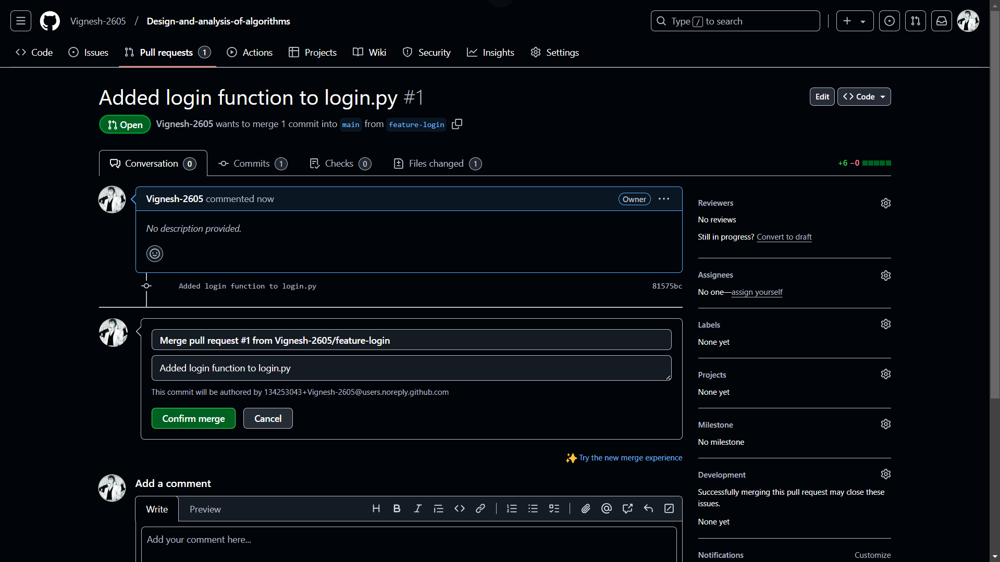 Vignesh-2605 / Design-and-analysis-of-algorithms
Type / to search
Code Issues Pull requests 1 Actions Projects Wiki Security Insights Settings
Added login function to login.py #1
Edit
Code
Open
Vignesh-2605 wants to merge 1 commit into main from feature-login
Conversation 0
Commits 1
Checks 0
Files changed 1
+6 −0
Vignesh-2605 commented now
Owner
No description provided.
Added login function to login.py
81575bc
Merge pull request #1 from Vignesh-2605/feature-login
Added login function to login.py
This commit will be authored by 134253043+Vignesh-2605@users.noreply.github.com
Confirm merge
Cancel
Try the new merge experience
Add a comment
Write
Preview
Add your comment here...
Reviewers
No reviews
Still in progress? Convert to draft
Assignees
No one—assign yourself
Labels
None yet
Projects
None yet
Milestone
No milestone
Development
Successfully merging this pull request may close these
issues.
None yet
Notifications
Customize